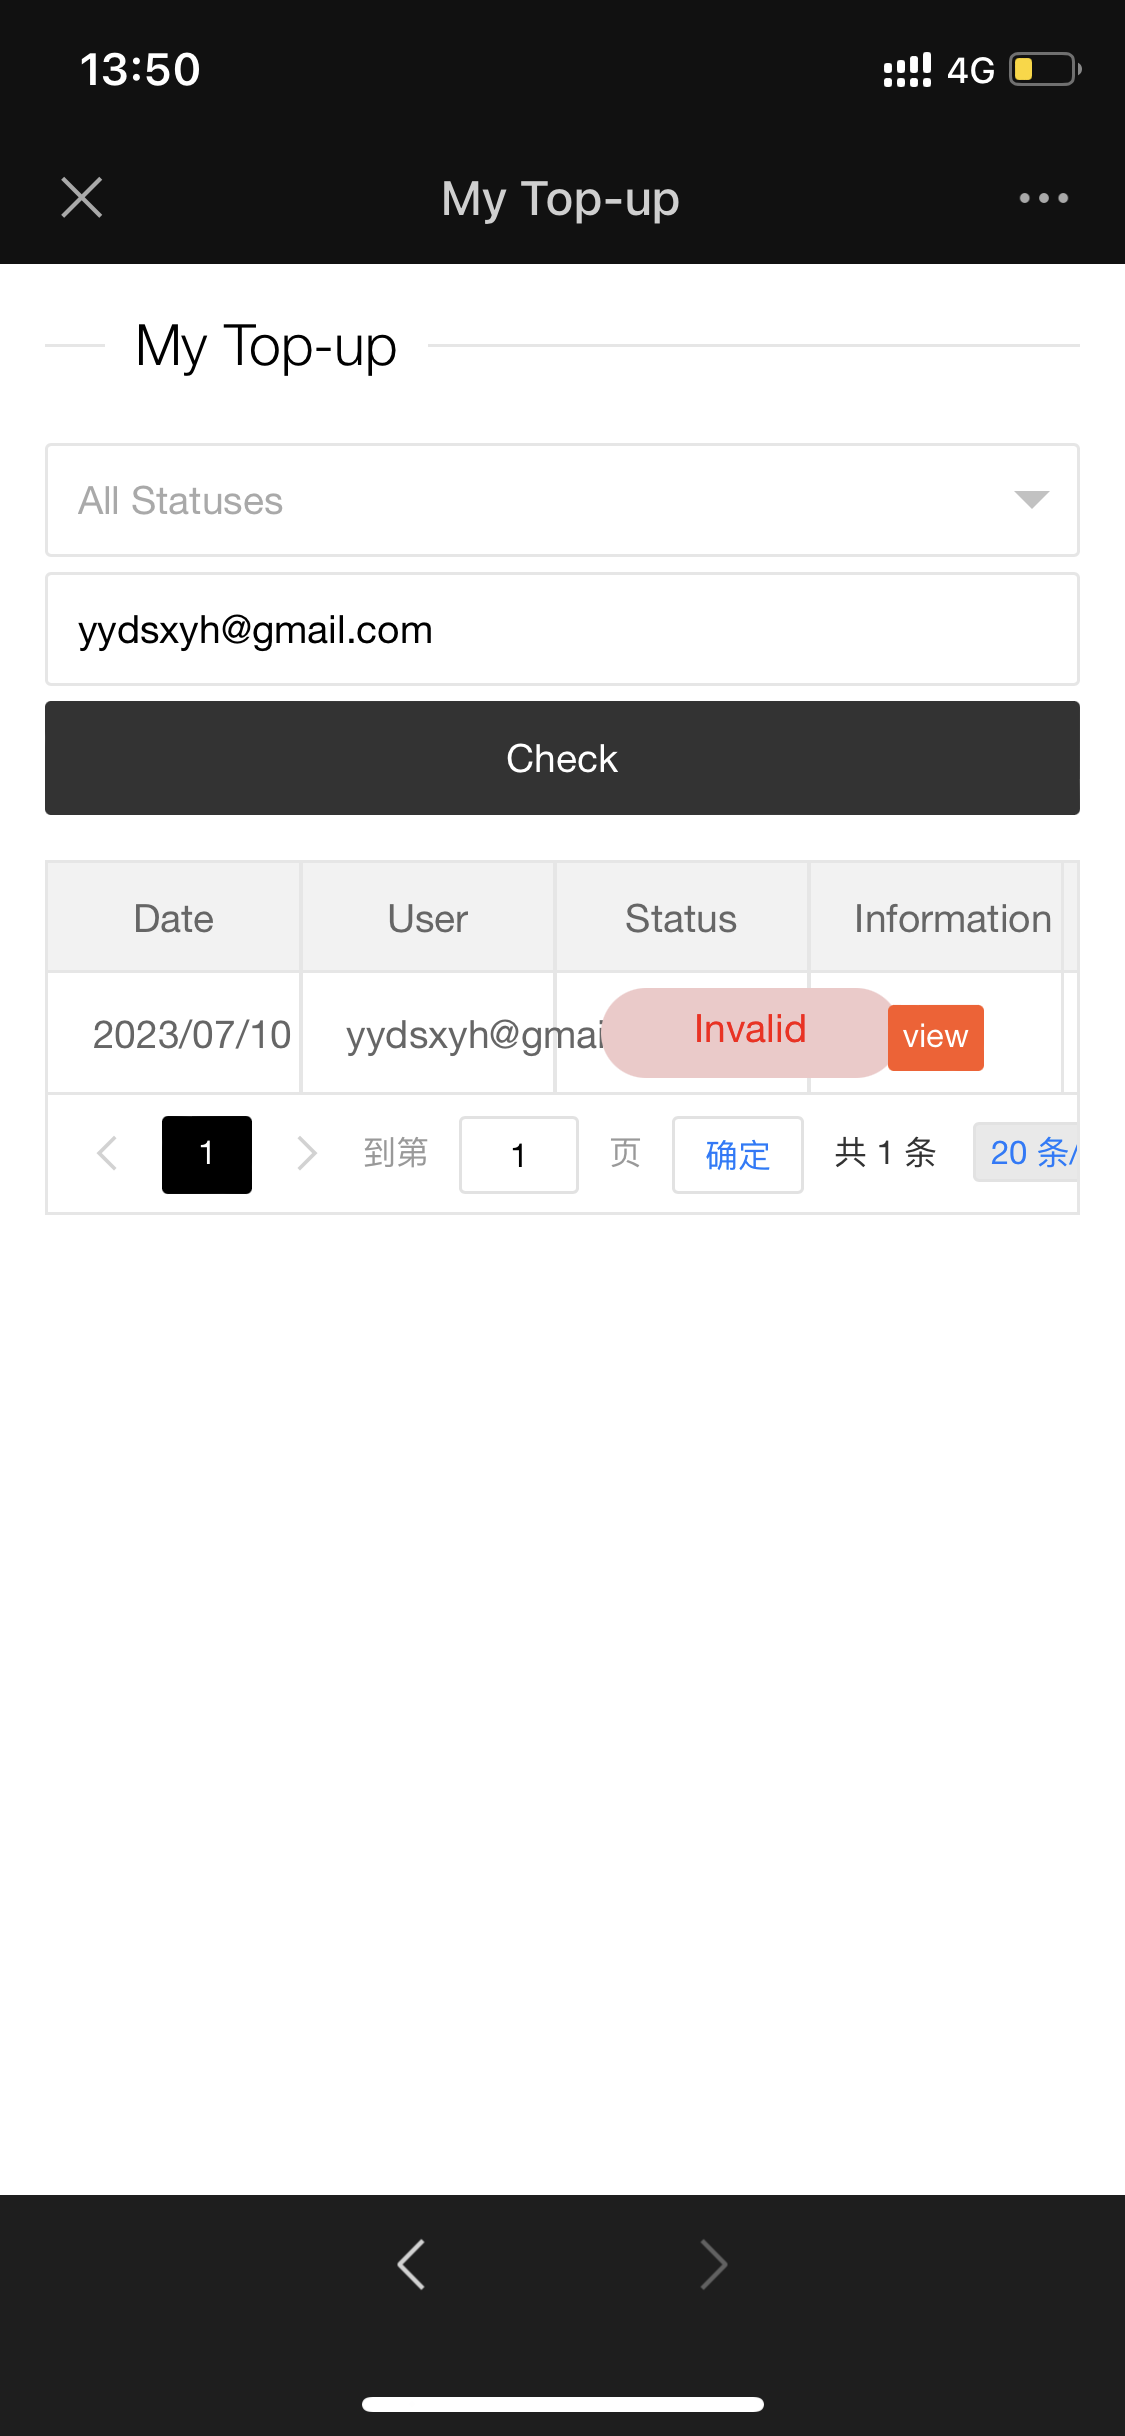 13:50 4G
My Top-up
My Top-up
All Statuses
yydsxyh@gmail.com
Check
Date User Status Information
2023/07/10 yydsxyh@gmai Invalid view
1 到第 1 页 确定 共 1 条 20 条/